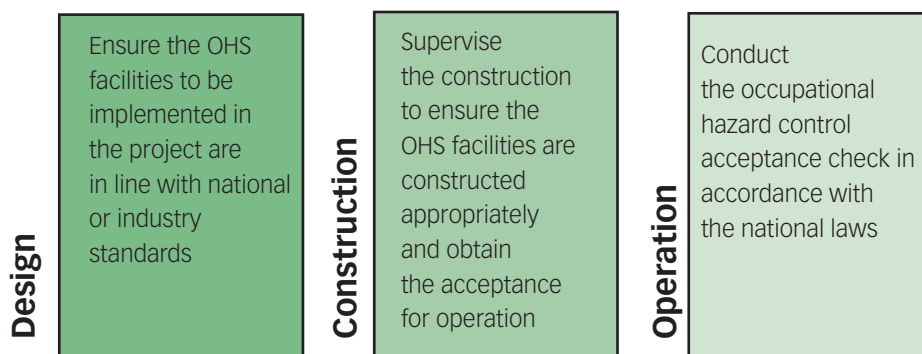 Design
Ensure the OHS
facilities to be
implemented in
the project are
in line with national
or industry
standards
Construction
Supervise
the construction
to ensure the
OHS facilities are
constructed
appropriately
and obtain
the acceptance
for operation
Operation
Conduct
the occupational
hazard control
acceptance check in
accordance with
the national laws